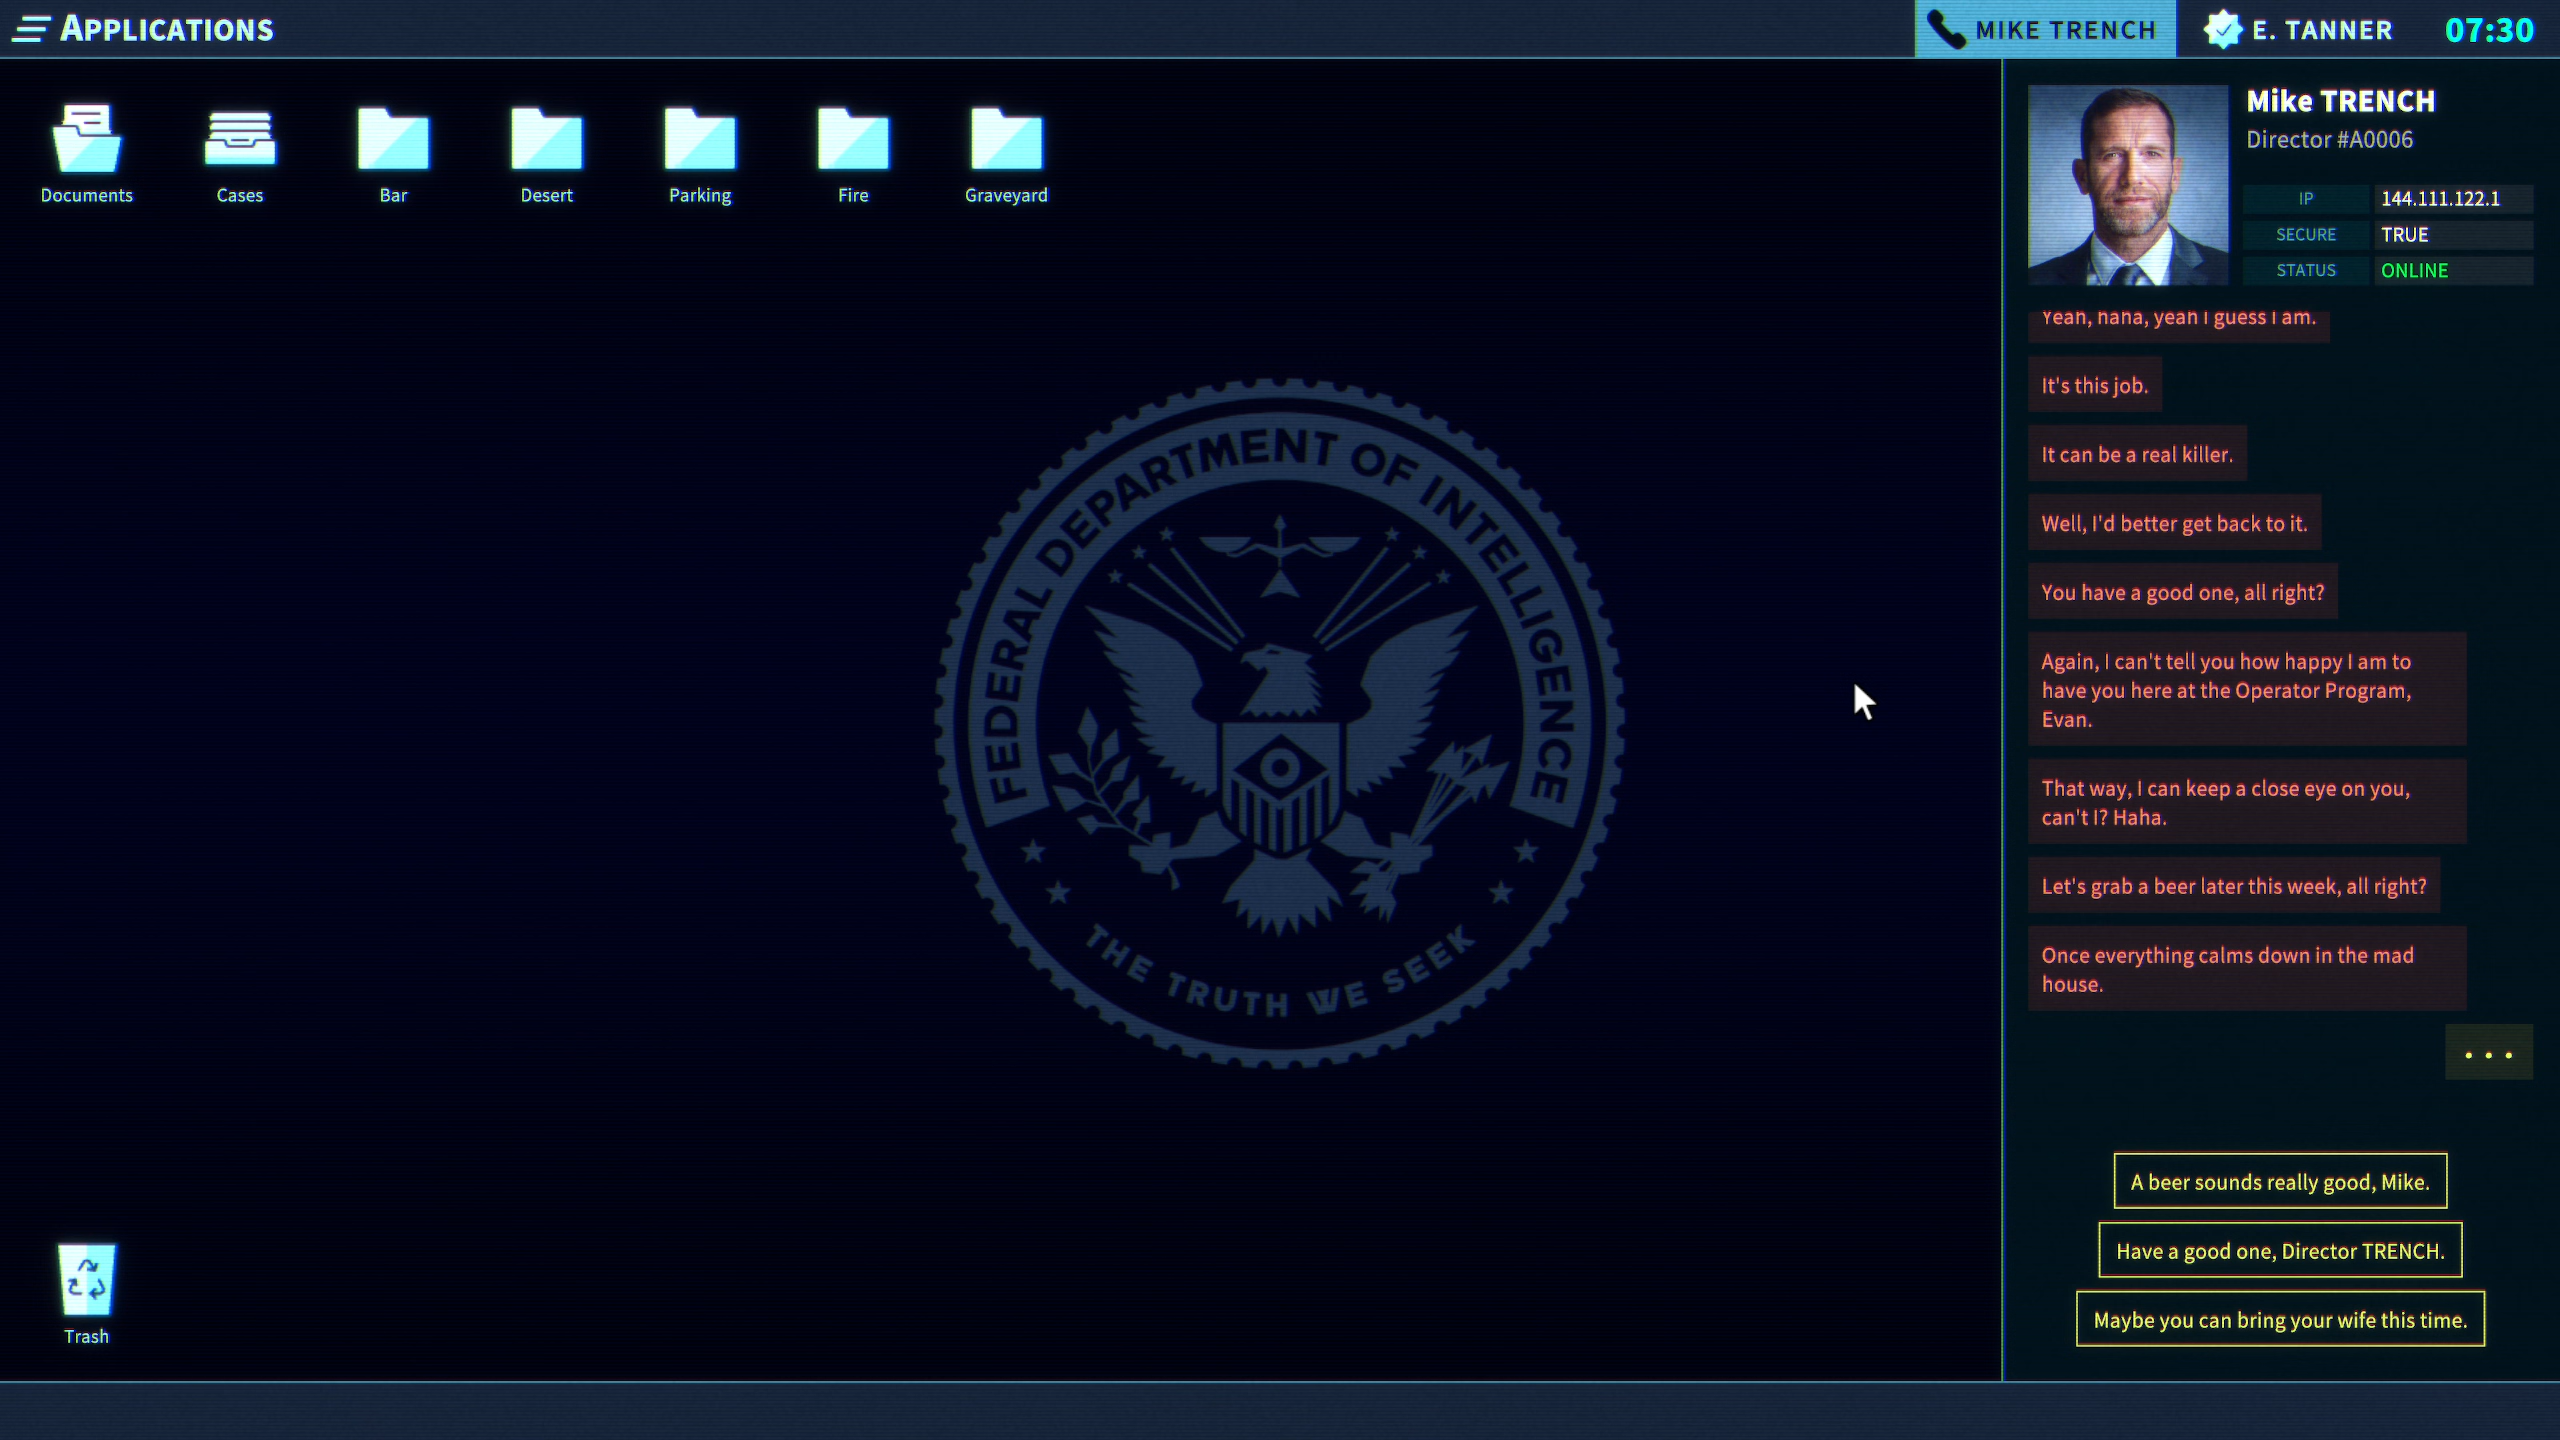 APPLICATIONS
MIKE TRENCH
E. TANNER
07:30
Documents
Cases
Bar
Desert
Parking
Fire
Graveyard
FEDERAL DEPARTMENT OF INTELLIGENCE
THE TRUTH WE SEEK
Trash
Mike TRENCH
Director #A0006
IP 144.111.122.1
SECURE TRUE
STATUS ONLINE
Yeah, haha, yeah I guess I am.
It's this job.
It can be a real killer.
Well, I'd better get back to it.
You have a good one, all right?
Again, I can't tell you how happy I am to
have you here at the Operator Program,
Evan.
That way, I can keep a close eye on you,
can't I? Haha.
Let's grab a beer later this week, all right?
Once everything calms down in the mad
house.
...
A beer sounds really good, Mike.
Have a good one, Director TRENCH.
Maybe you can bring your wife this time.